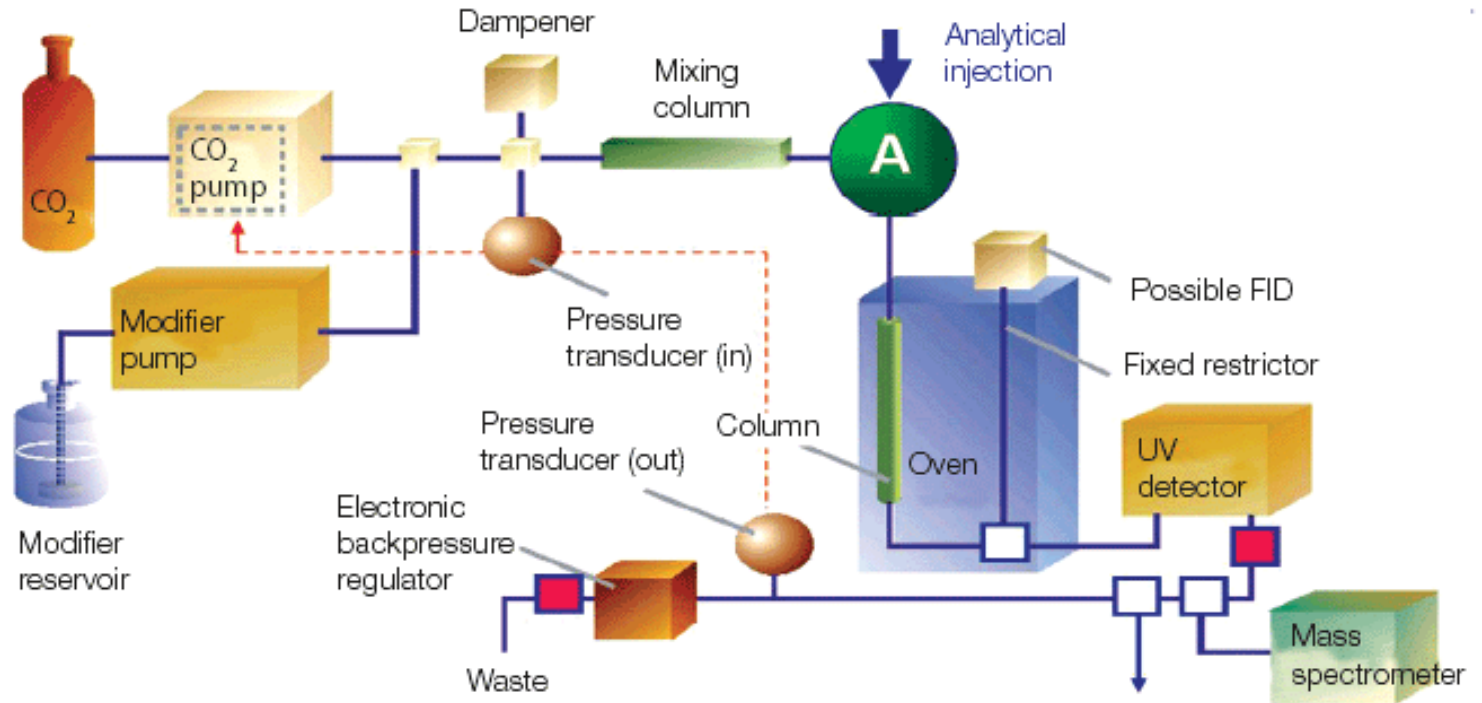 Dampener
Analytical
injection
Mixing
column
A
CO₂
CO₂
pump
Possible FID
Modifier
pump
Pressure
transducer (in)
Fixed restrictor
Pressure
transducer (out)
Column
Oven
UV
detector
Electronic
backpressure
regulator
Modifier
reservoir
Waste
Mass
spectrometer